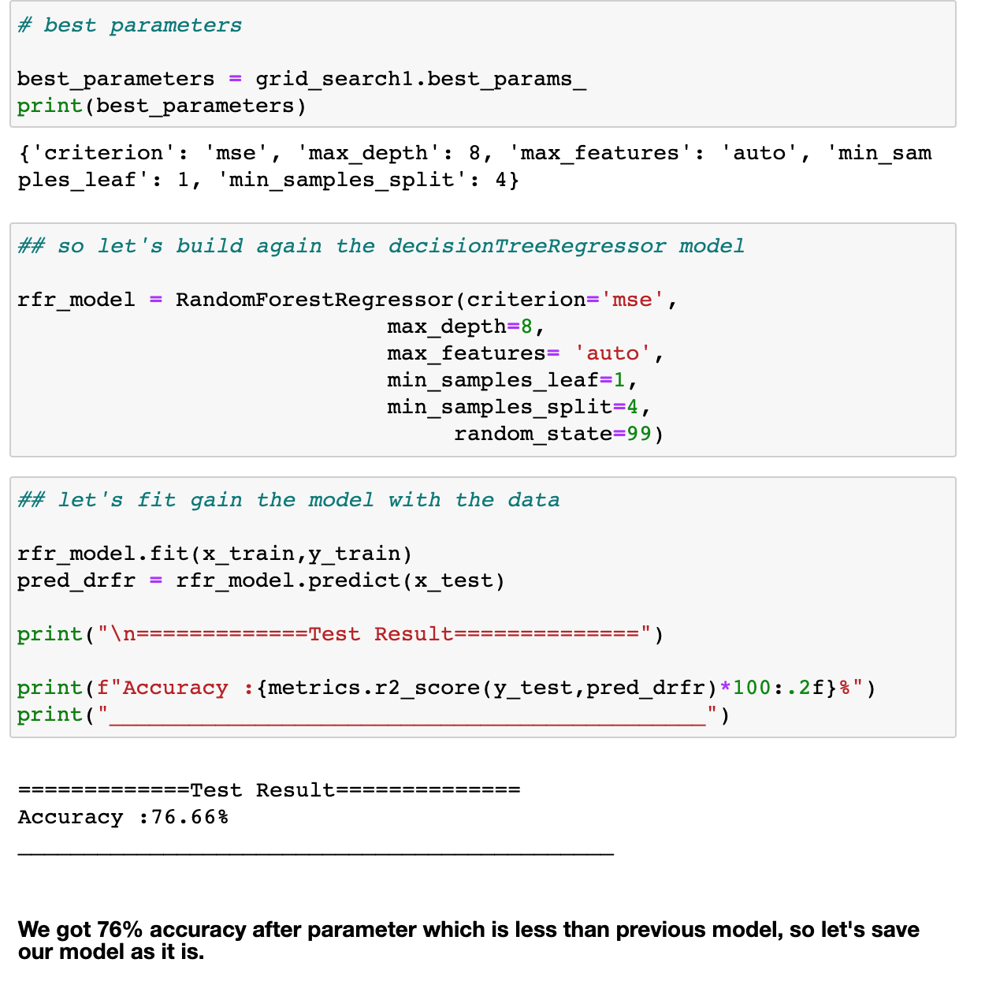 # best parameters
best_parameters = grid_search1.best_params_
print(best_parameters)
{'criterion': 'mse', 'max_depth': 8, 'max_features': 'auto', 'min_sam
ples_leaf': 1, 'min_samples_split': 4}
## so let's build again the decisionTreeRegressor model
rfr_model = RandomForestRegressor(criterion='mse',
                            max_depth=8,
                            max_features= 'auto',
                            min_samples_leaf=1,
                            min_samples_split=4,
                                 random_state=99)
## let's fit gain the model with the data
rfr_model.fit(x_train,y_train)
pred_drfr = rfr_model.predict(x_test)
print("\n=============Test Result==============")
print(f"Accuracy :{metrics.r2_score(y_test,pred_drfr)*100:.2f}%")
print("_____________________________________________")
=============Test Result==============
Accuracy :76.66%
_____________________________________________
We got 76% accuracy after parameter which is less than previous model, so let's save
our model as it is.